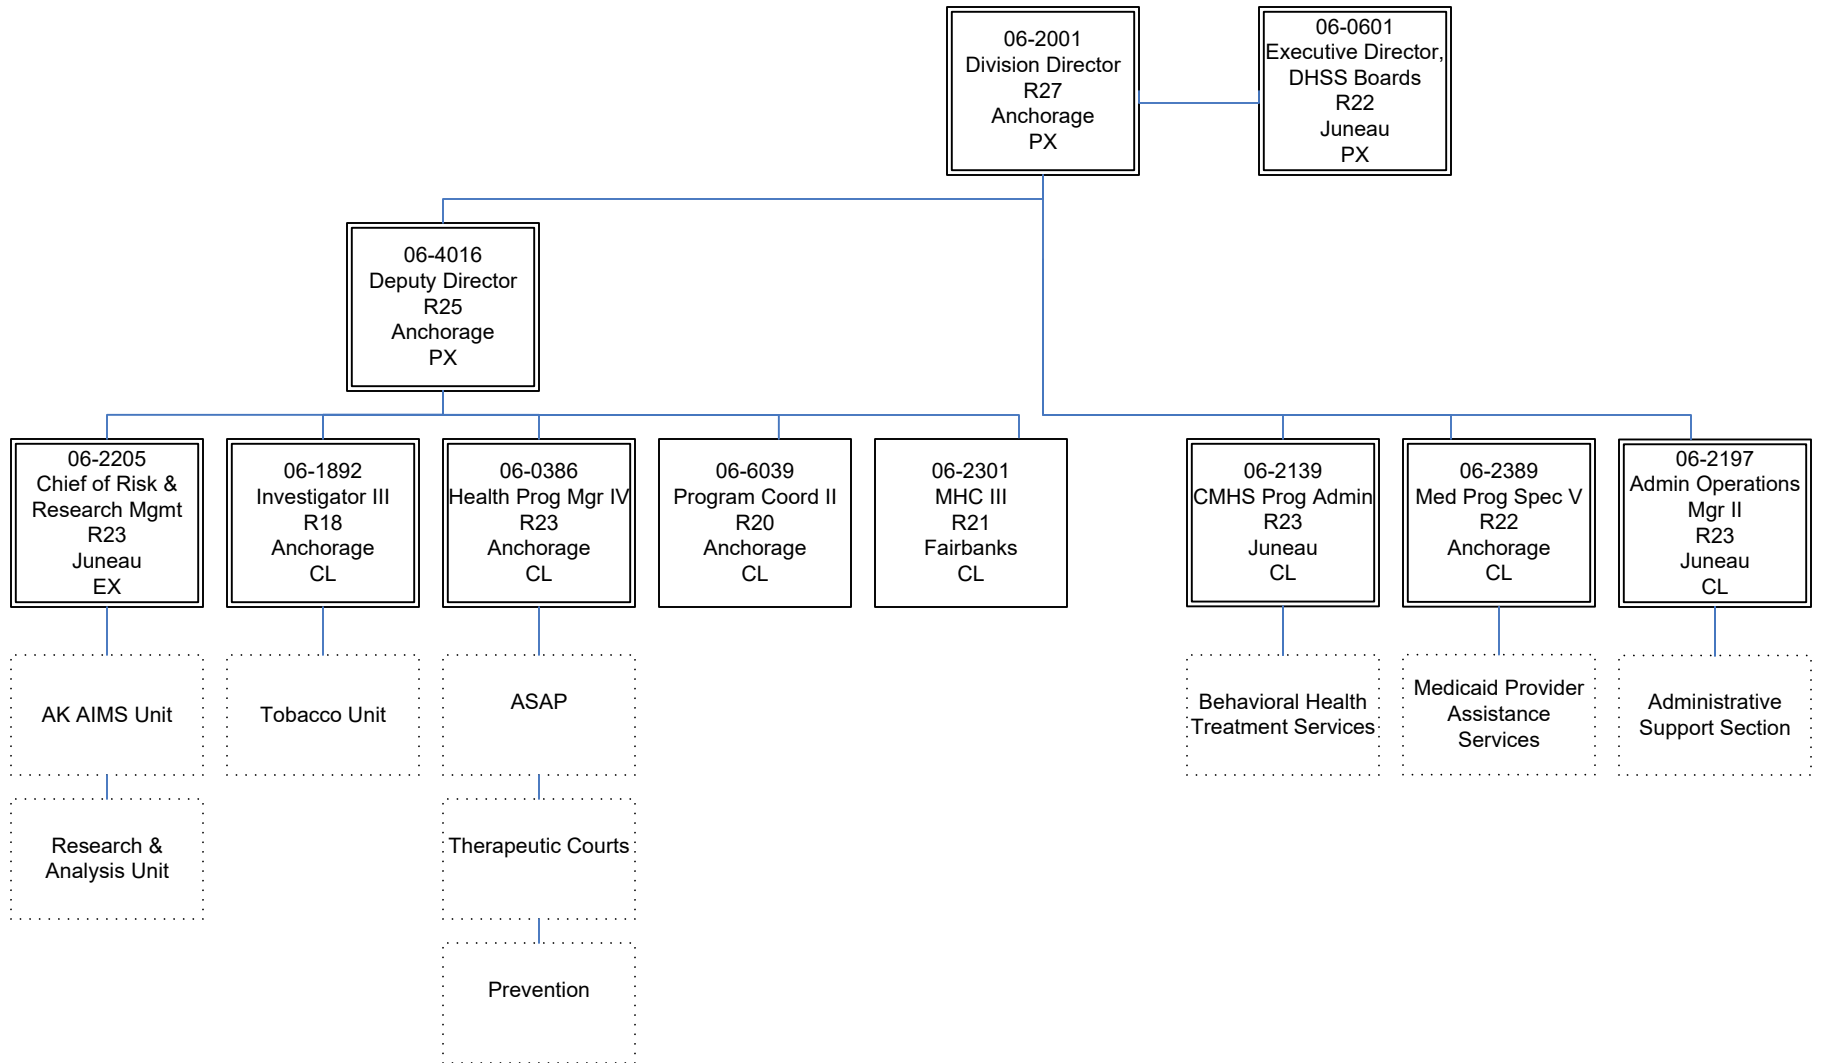 06-2001
Division Director
R27
Anchorage
PX
06-0601
Executive Director,
DHSS Boards
R22
Juneau
PX
06-4016
Deputy Director
R25
Anchorage
PX
06-2205
Chief of Risk &
Research Mgmt
R23
Juneau
EX
06-1892
Investigator III
R18
Anchorage
CL
06-0386
Health Prog Mgr IV
R23
Anchorage
CL
06-6039
Program Coord II
R20
Anchorage
CL
06-2301
MHC III
R21
Fairbanks
CL
06-2139
CMHS Prog Admin
R23
Juneau
CL
06-2389
Med Prog Spec V
R22
Anchorage
CL
06-2197
Admin Operations
Mgr II
R23
Juneau
CL
AK AIMS Unit
Tobacco Unit
ASAP
Behavioral Health
Treatment Services
Medicaid Provider
Assistance
Services
Administrative
Support Section
Research &
Analysis Unit
Therapeutic Courts
Prevention